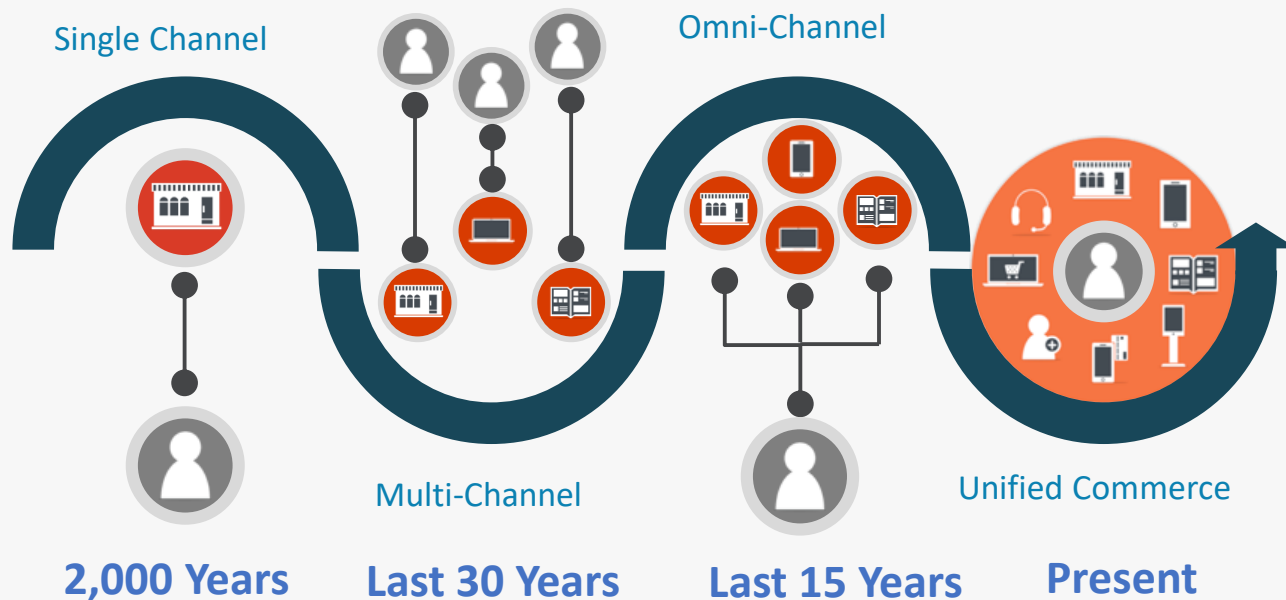 Single Channel
Omni-Channel
Multi-Channel
Unified Commerce
2,000 Years
Last 30 Years
Last 15 Years
Present